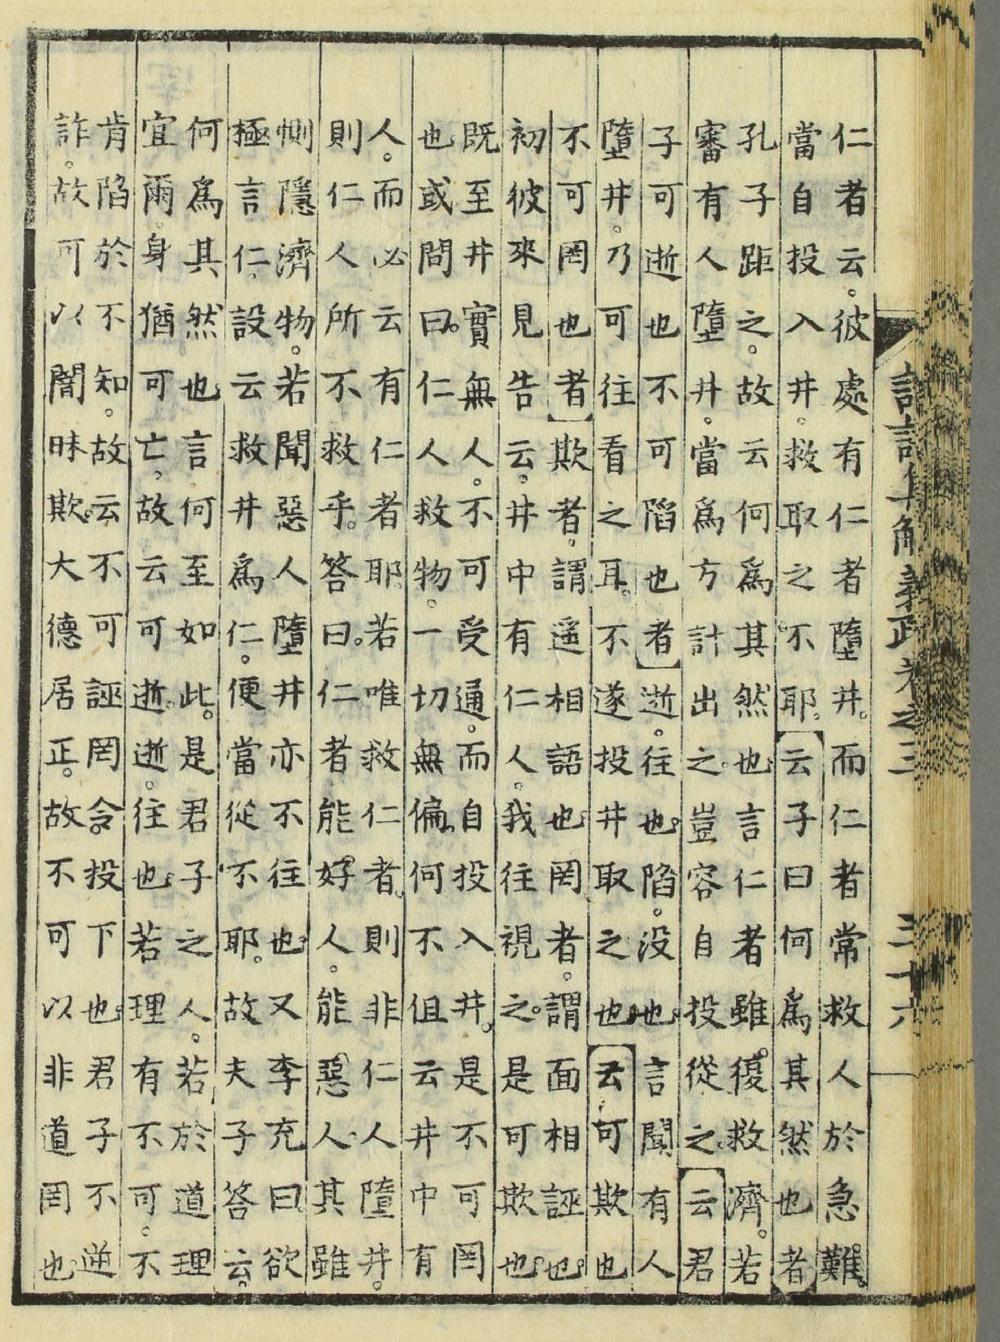 論語集解義疏卷之三
三十六
仁者云。彼處有仁者墮井。而仁者常救人於急難。
當自投入井。救取之。不耶。［云子曰何爲其然也者］
孔子距之。故云何爲其然也。言仁者雖復救濟。若
審有人墮井。當爲方計出之。豈容自投從之。［云君
子可逝也不可陷也者］逝。往也。陷。没也。言聞有人
墮井。乃可往看之耳。不遂投井取之也。［云可欺也
不可罔也者］欺者。謂遥相語也。罔者。謂面相誣也。
初彼來見告云。井中有仁人。我往視之。是可欺也。
既至井實無人。不可受通。而自投入井。是不可罔
也或問曰。仁人救物。一切無偏。何不但云井中有
人。而必云有仁者耶若唯救仁者。則非仁人墮井。
則仁人所不救乎。答曰。仁者能好人。能惡人。其雖
惻隱濟物。若聞惡人墮井亦不往也。又李充曰欲
極言仁。設云救井爲仁。便當從不耶。故夫子答云。
何爲其然也言何至如此。是君子之人。若於道理
宜爾。身猶可亡。故云可逝。逝。往也。若理有不可。不
肯陷於不知。故云不可誣罔令。投下也。君子不逆
詐。故可以闇昧欺。大德居正。故不可以非道罔也。